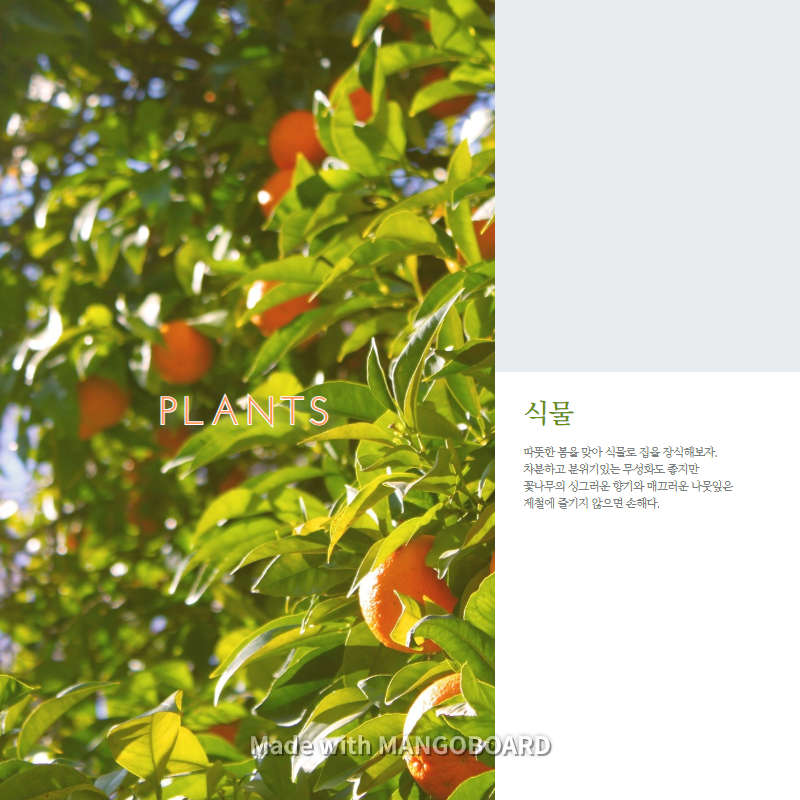 PLANTS
식물
따뜻한 봄을 맞아 식물로 집을 장식해보자.
차분하고 분위기있는 무성화도 좋지만
꽃나무의 싱그러운 향기와 매끄러운 나뭇잎은
제철에 즐기지 않으면 손해다.
Made with MANGOBOARD